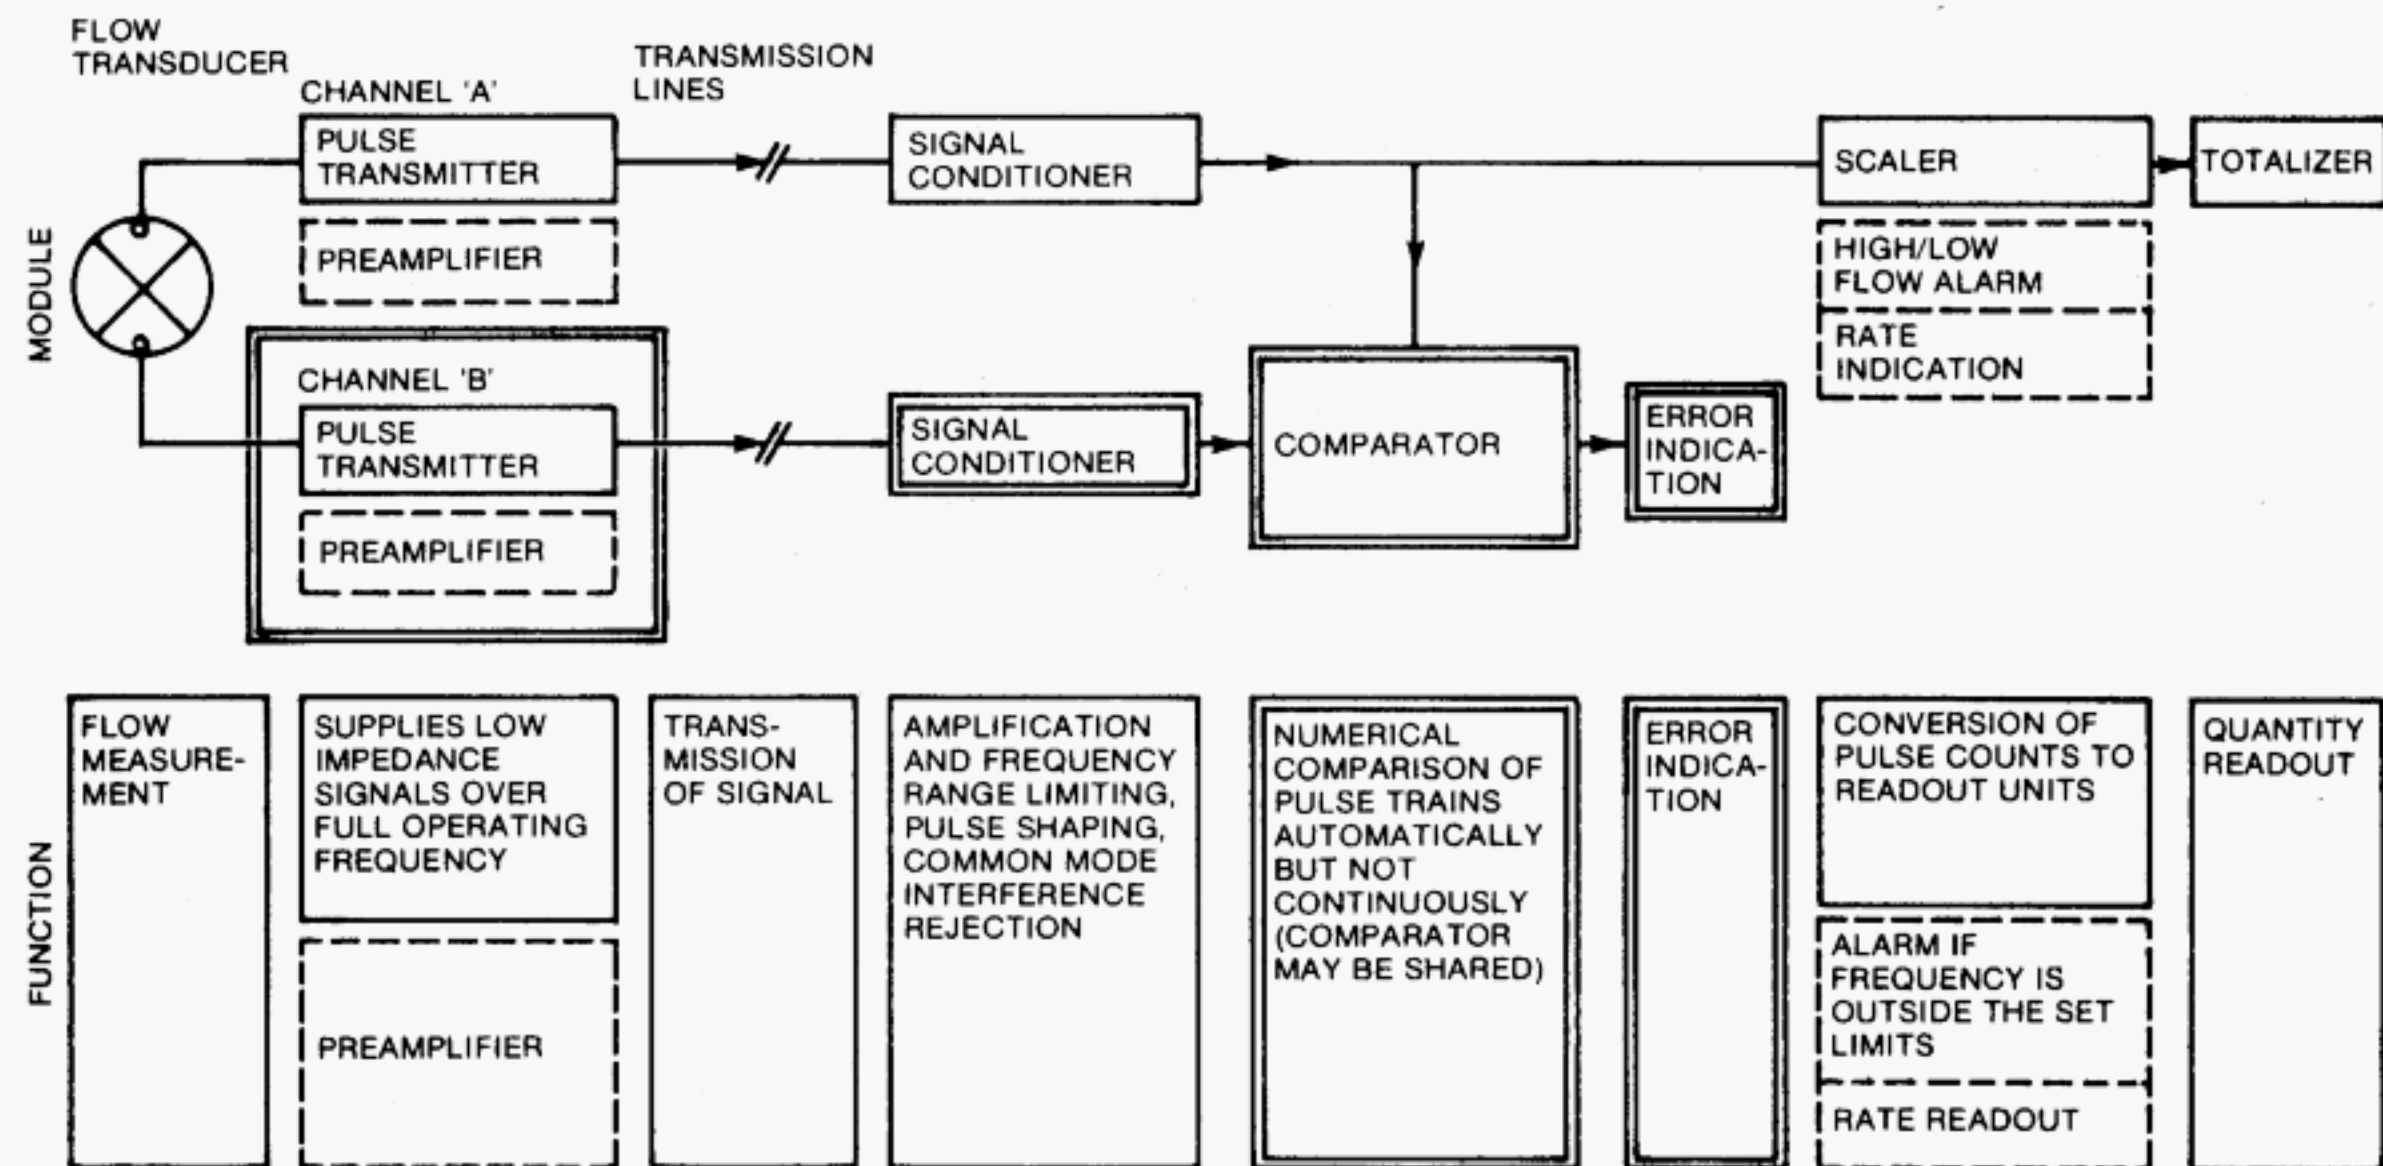 FLOW
TRANSDUCER
CHANNEL 'A'
TRANSMISSION
LINES
PULSE
TRANSMITTER
SIGNAL
CONDITIONER
SCALER
TOTALIZER
PREAMPLIFIER
HIGH/LOW
FLOW ALARM
RATE
INDICATION
MODULE
CHANNEL 'B'
PULSE
TRANSMITTER
SIGNAL
CONDITIONER
COMPARATOR
ERROR
INDICA-
TION
PREAMPLIFIER
FUNCTION
FLOW
MEASURE-
MENT
SUPPLIES LOW
IMPEDANCE
SIGNALS OVER
FULL OPERATING
FREQUENCY
PREAMPLIFIER
TRANS-
MISSION
OF SIGNAL
AMPLIFICATION
AND FREQUENCY
RANGE LIMITING,
PULSE SHAPING,
COMMON MODE
INTERFERENCE
REJECTION
NUMERICAL
COMPARISON OF
PULSE TRAINS
AUTOMATICALLY
BUT NOT
CONTINUOUSLY
(COMPARATOR
MAY BE SHARED)
ERROR
INDICA-
TION
CONVERSION OF
PULSE COUNTS TO
READOUT UNITS
ALARM IF
FREQUENCY IS
OUTSIDE THE SET
LIMITS
RATE READOUT
QUANTITY
READOUT